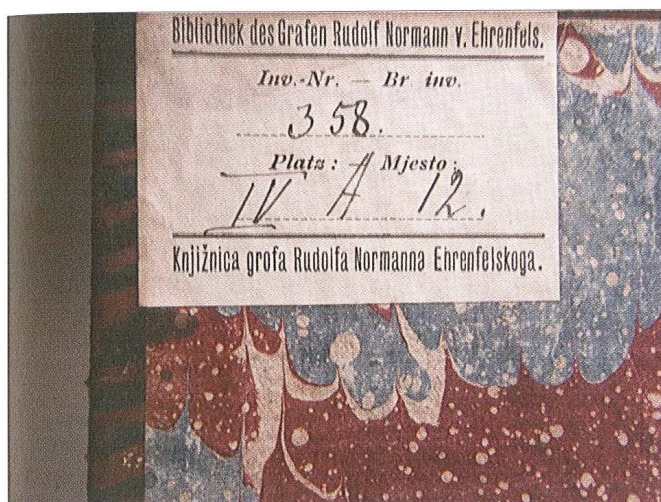 Bibliothek des Grafen Rudolf Normann v. Ehrenfels.
Inv.-Nr. — Br. inv.
358.
Platz: — Mjesto:
IV A 12.
Knjižnica grofa Rudolfa Normanna Ehrenfelskoga.